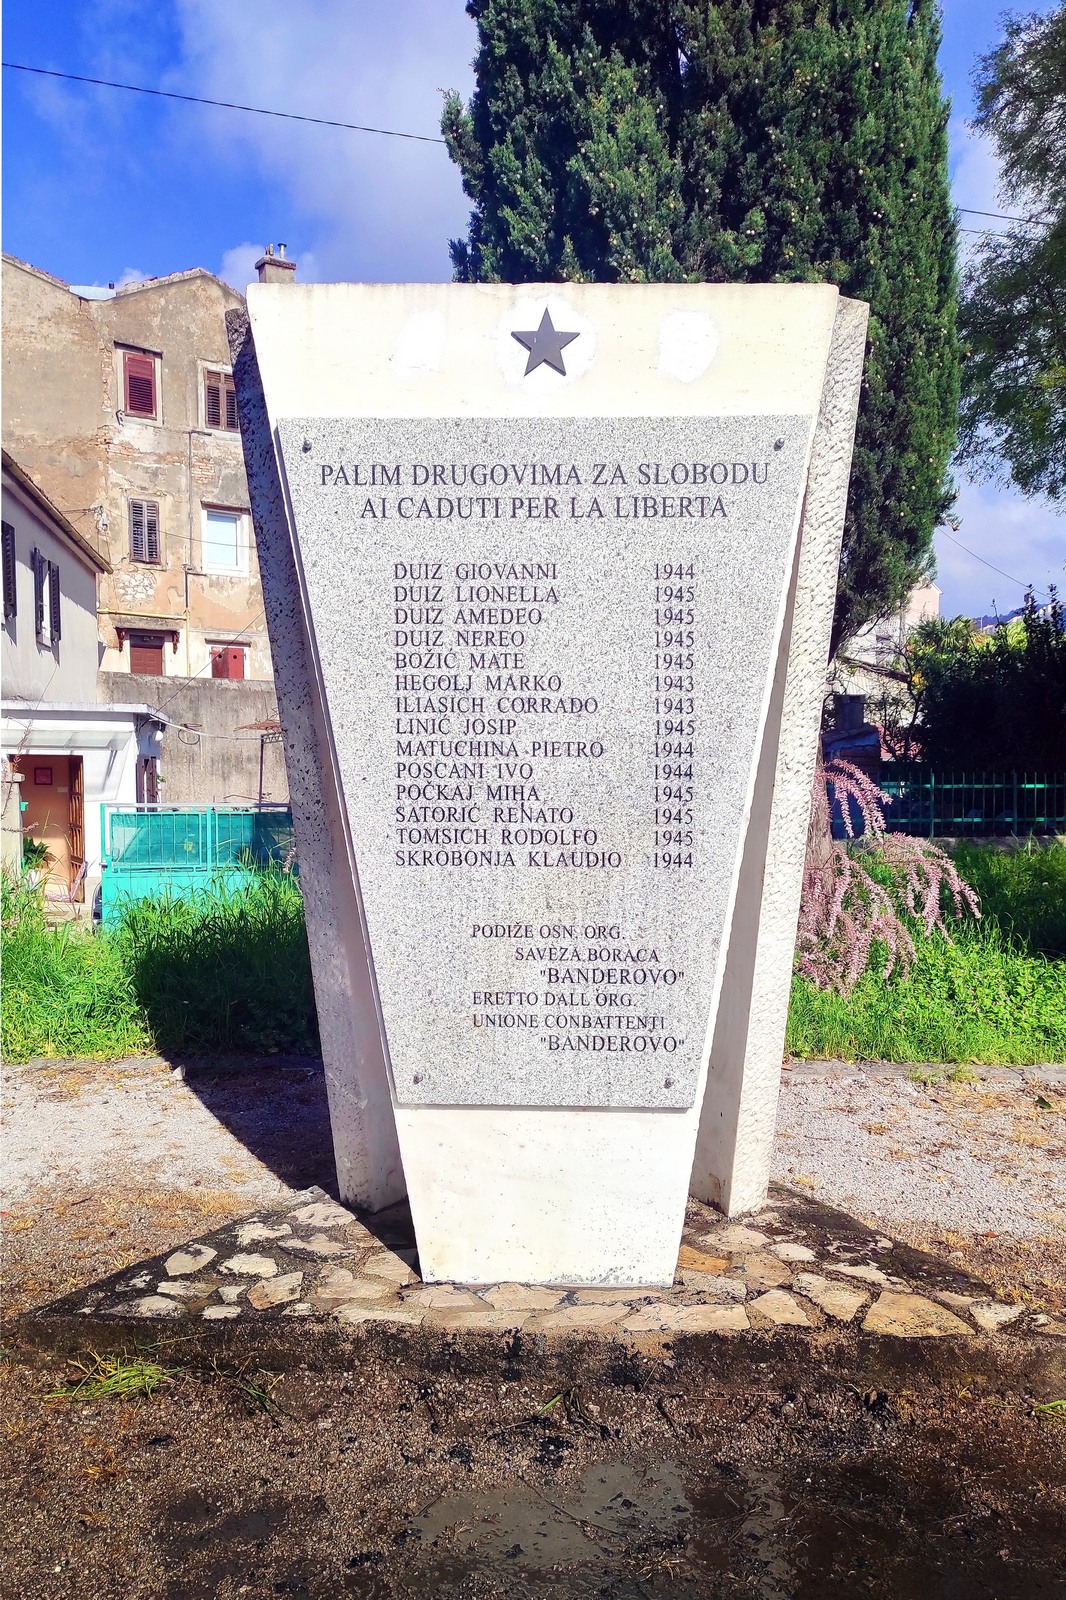 PALIM DRUGOVIMA ZA SLOBODU
AI CADUTI PER LA LIBERTA'
DUIZ GIOVANNI 1944
DUIZ LIONELLA 1945
DUIZ AMEDEO 1945
DUIZ NEREO 1945
BOŽIĆ MATE 1945
HEGOLJ MARKO 1943
ILIASICH CORRADO 1943
LINIĆ JOSIP 1945
MATUCHINA PIETRO 1944
POSCANI IVO 1944
POČKAJ MIHA 1945
SATORIĆ RENATO 1945
TOMSICH RODOLFO 1945
SKROBONJA KLAUDIO 1944
PODIŽE OSN. ORG.
SAVEZA BORACA
"BANDEROVO"
ERETTO DALL ORG.
UNIONE CONBATTENTI
"BANDEROVO"